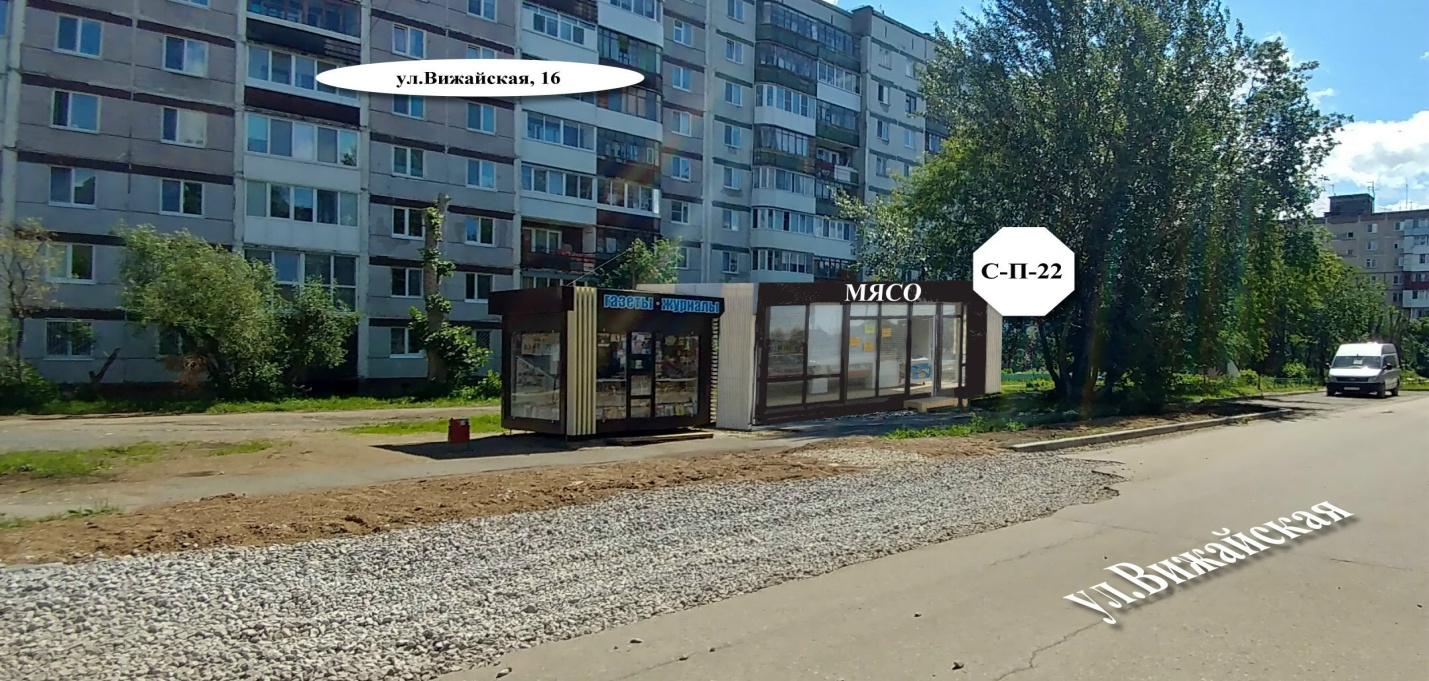 ул.Вижайская, 16
С-П-22
МЯСО
газеты • журналы
ул.Вижайская